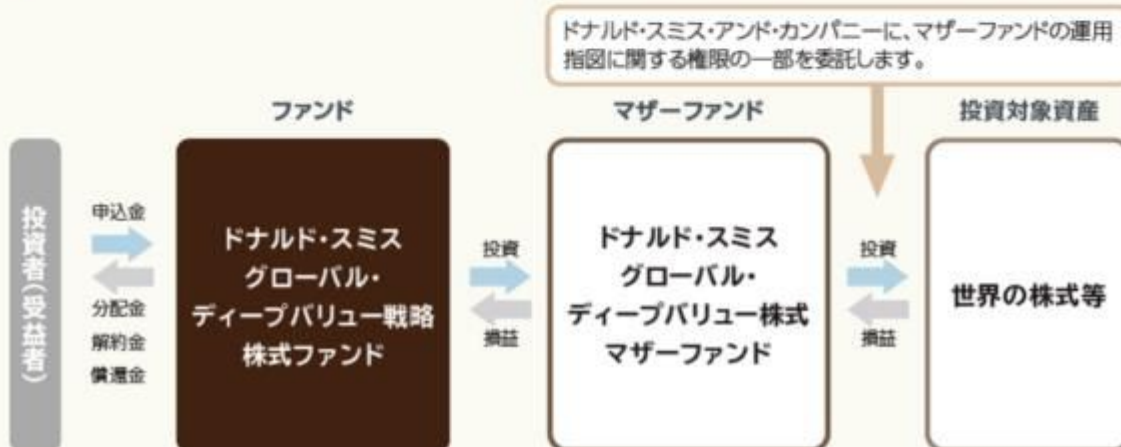 ドナルド・スミス・アンド・カンパニーに、マザーファンドの運用
指図に関する権限の一部を委託します。
ファンド
マザーファンド
投資対象資産
投資者(受益者)
申込金
分配金
解約金
償還金
ドナルド・スミス
グローバル・
ディープバリュー戦略
株式ファンド
投資
損益
ドナルド・スミス
グローバル・
ディープバリュー株式
マザーファンド
投資
損益
世界の株式等